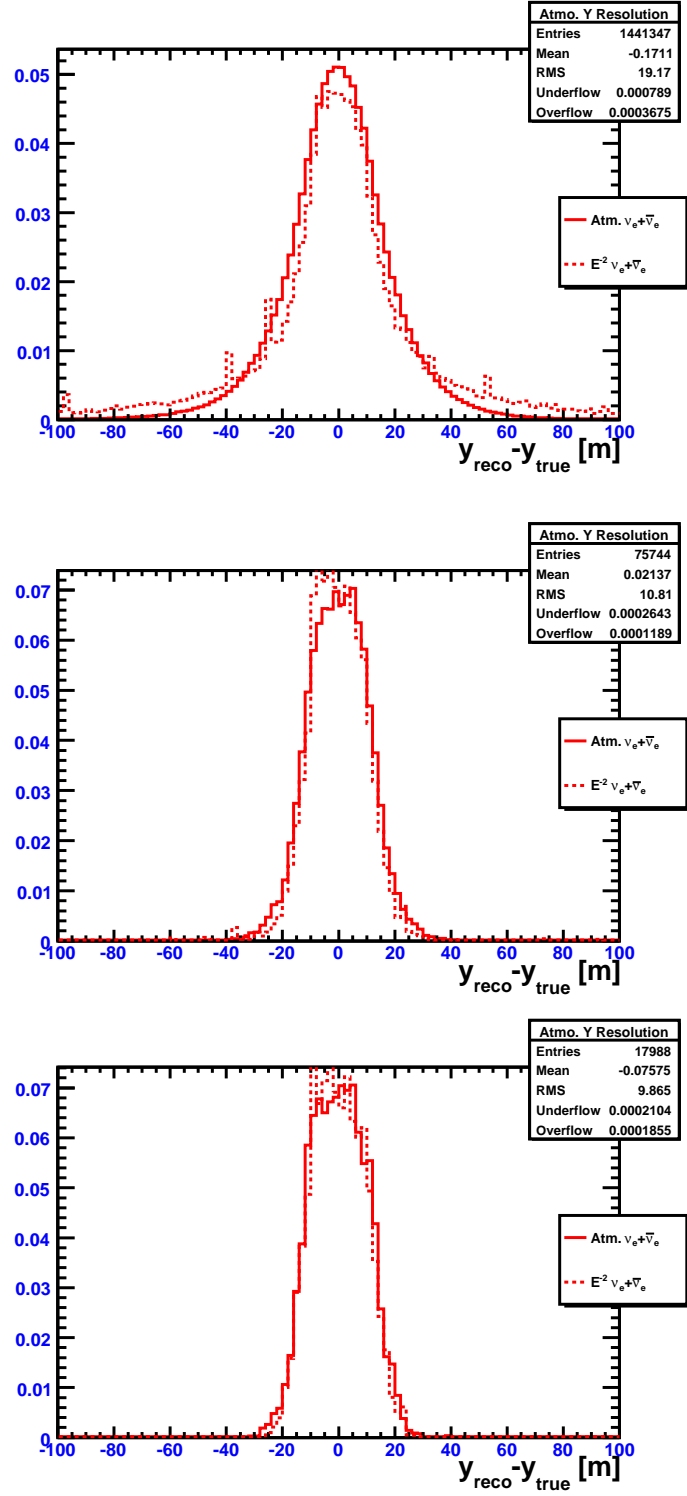 Atmo. Y Resolution
Entries 1441347
Mean -0.1711
RMS 19.17
Underflow 0.000789
Overflow 0.0003675
Atm. νe+ν̅e
E-2 νe+ν̅e
0.05
0.04
0.03
0.02
0.01
0
-100 -80 -60 -40 -20 0 20 40 60 80 100
yreco-ytrue [m]
Atmo. Y Resolution
Entries 75744
Mean 0.02137
RMS 10.81
Underflow 0.0002643
Overflow 0.0001189
Atm. νe+ν̅e
E-2 νe+ν̅e
0.07
0.06
0.05
0.04
0.03
0.02
0.01
0
-100 -80 -60 -40 -20 0 20 40 60 80 100
yreco-ytrue [m]
Atmo. Y Resolution
Entries 17988
Mean -0.07575
RMS 9.865
Underflow 0.0002104
Overflow 0.0001855
Atm. νe+ν̅e
E-2 νe+ν̅e
0.07
0.06
0.05
0.04
0.03
0.02
0.01
0
-100 -80 -60 -40 -20 0 20 40 60 80 100
yreco-ytrue [m]